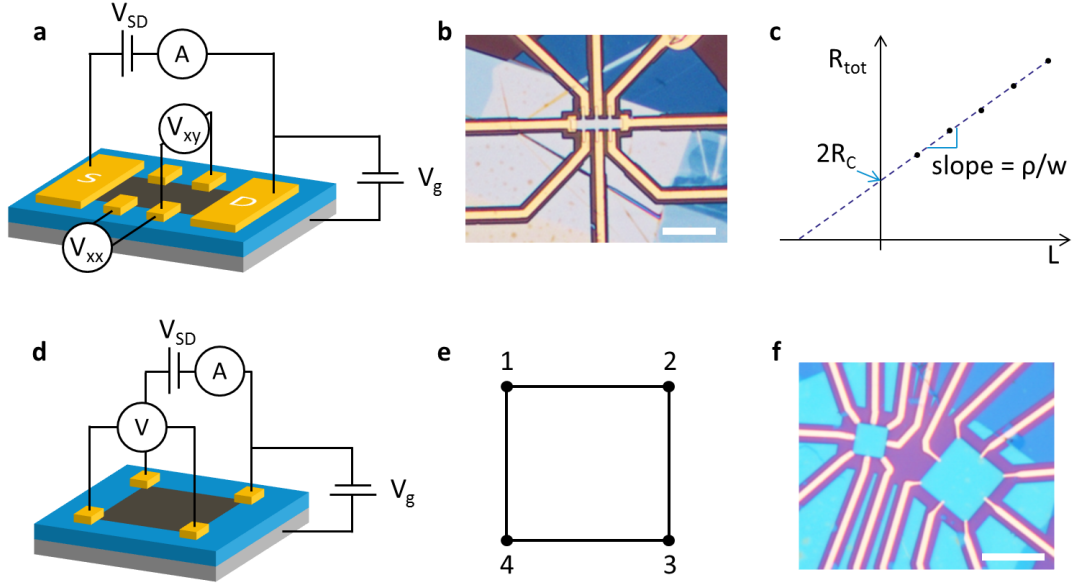 a
V_SD
A
V_xy
S
D
V_xx
V_g
b
c
R_tot
2R_C
slope = ρ/w
L
d
V_SD
A
V
V_g
e
1
2
4
3
f